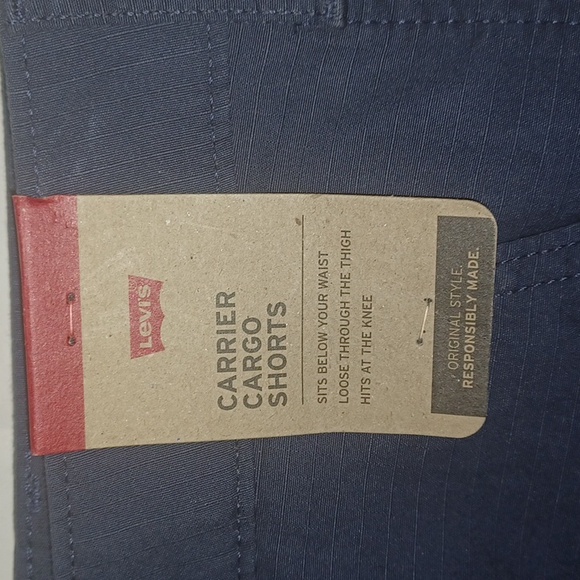 Levi's
CARRIER
CARGO
SHORTS
SITS BELOW YOUR WAIST
LOOSE THROUGH THE THIGH
HITS AT THE KNEE
ORIGINAL STYLE.
RESPONSIBLY MADE.